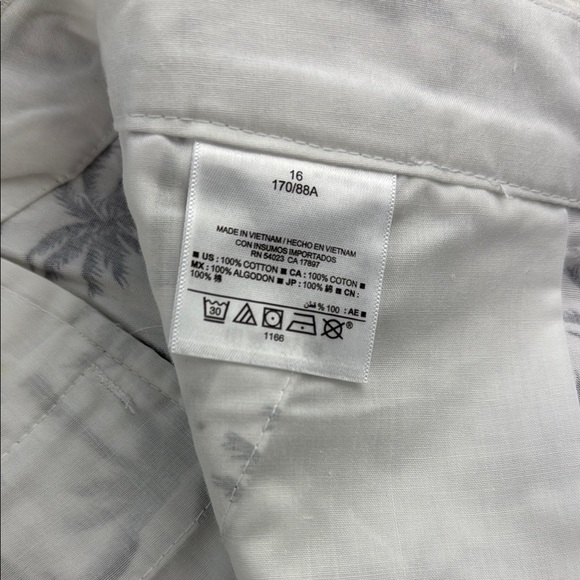 16
170/88A
MADE IN VIETNAM / HECHO EN VIETNAM
CON INSUMOS IMPORTADOS
RN 54023 CA 17897
■ US : 100% COTTON ■ CA : 100% COTON ■
MX : 100% ALGODON ■ JP : 100% 綿 ■ CN :
100% 棉
■ AE : 100 % قطن
30
®
1166